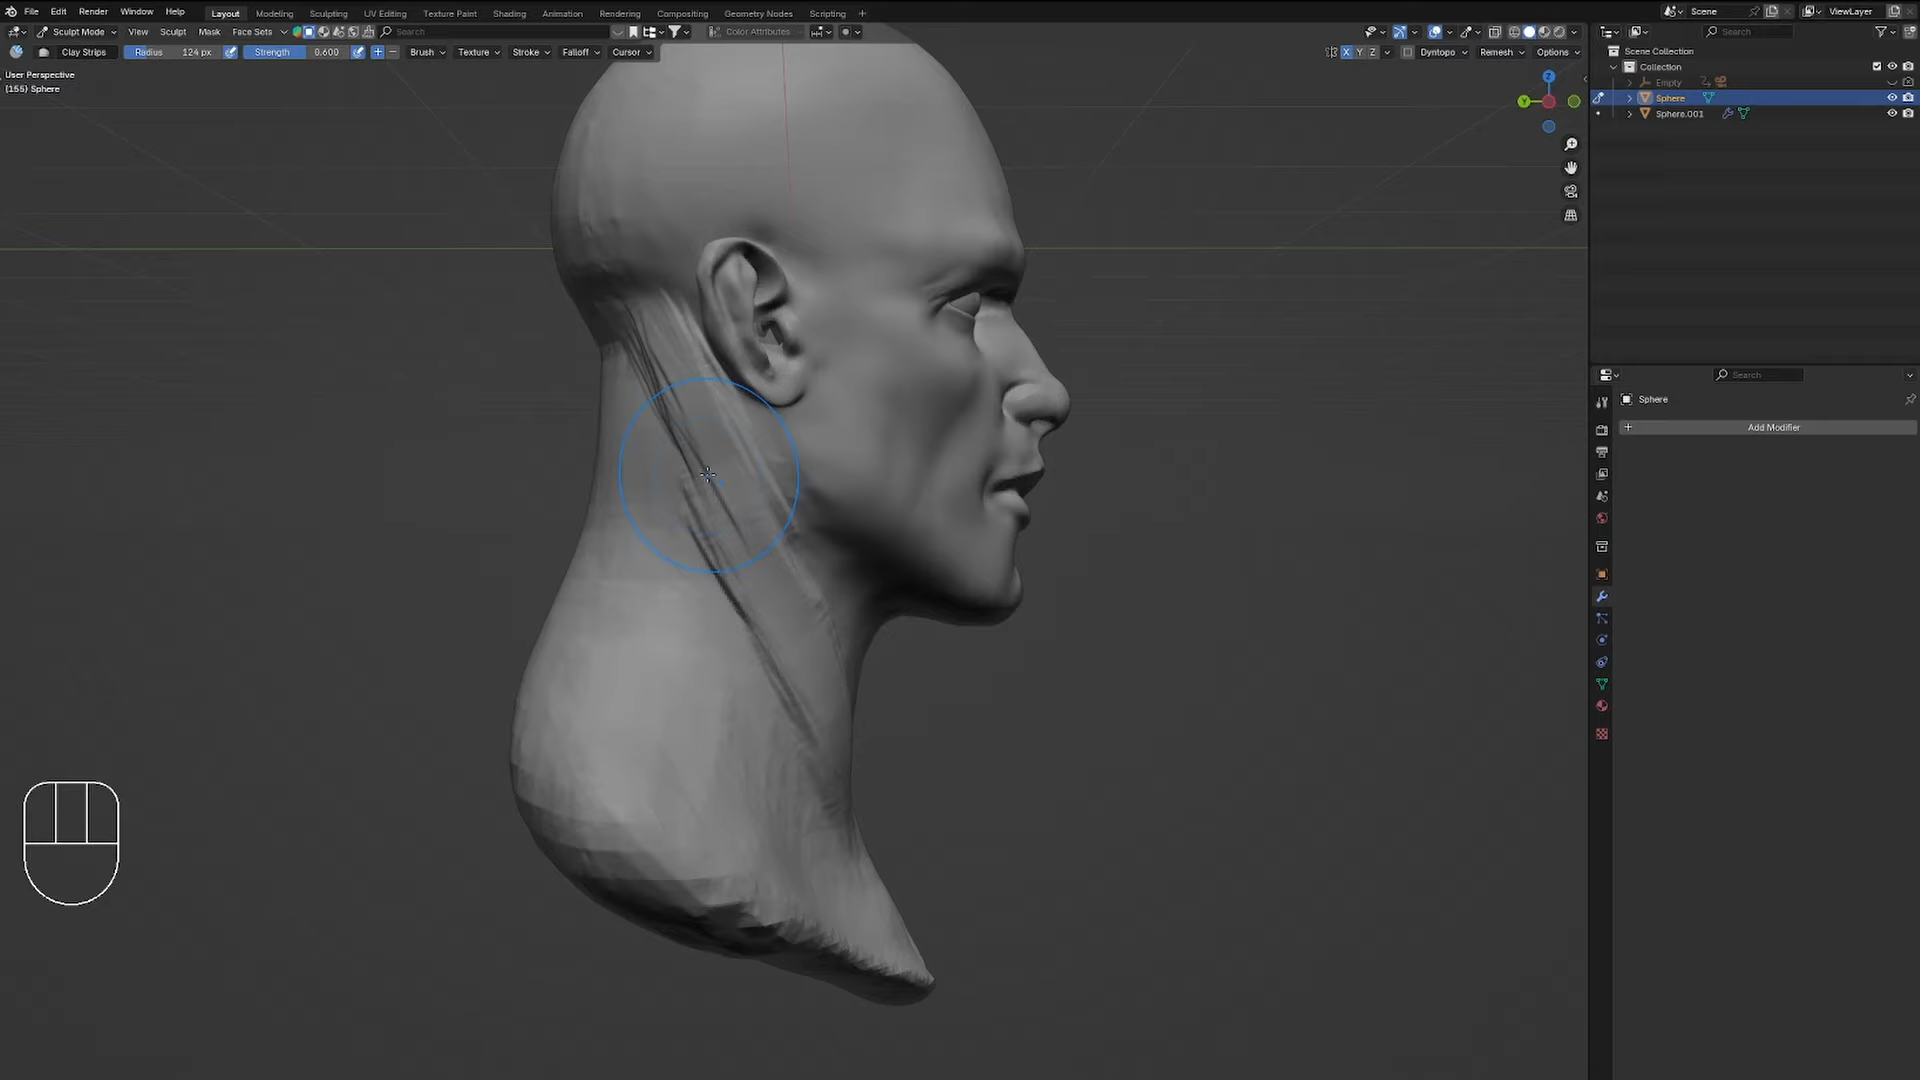 File Edit Render Window Help Layout Modeling Sculpting UV Editing Texture Paint Shading Animation Rendering Compositing Geometry Nodes Scripting + Scene ViewLayer
Sculpt Mode View Sculpt Mask Face Sets Search Color Attributes Search
Clay Strips Radius 124 px Strength 0.600 Brush Texture Stroke Falloff Cursor X Y Z Dyntopo Remesh Options
Scene Collection
Collection
Empty
Sphere
Sphere.001
User Perspective
(155) Sphere
Z
Y
Search
Sphere
+ Add Modifier